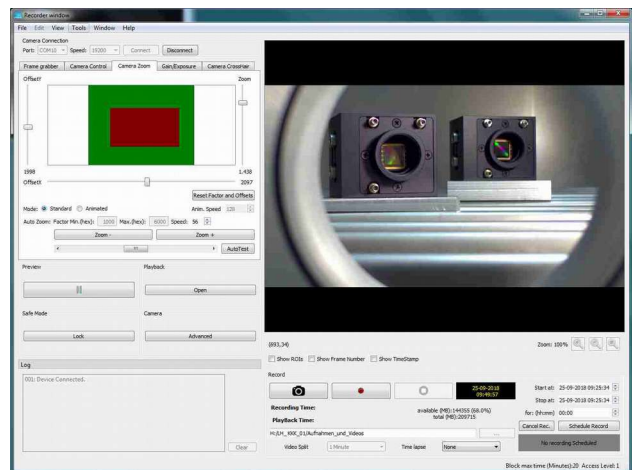 Recorder window
File Edit View Tools Window Help
Camera Connection
Port: COM10 Speed: 19200 Connect Disconnect
Frame grabber Camera Control Camera Zoom Gain/Exposure Camera CrossHair
OffsetY Zoom
1998 1.438
OffsetX 2097
Reset Factor and Offsets
Mode: Standard Animated Anim. Speed 128
Auto Zoom: Factor Min.(hex): 1000 Max.(hex): 6000 Speed: 56
Zoom - Zoom +
AutoTest
Preview Playback
Open
Safe Mode Camera
Lock Advanced
(693,34) Zoom: 100%
Show ROIs Show Frame Number Show TimeStamp
Log
001: Device Connected.
Clear
Record
25-09-2018
09:49:57
Start at: 25-09-2018 09:25:34
Stop at: 25-09-2018 09:25:34
for: (hh:mm) 00:00
Recording Time:
available (MB):144355 (68.0%)
total (MB):209715
PlayBack Time:
Cancel Rec. Schedule Record
H:/LH_KKK_01/Aufnahmen_und_Videos ...
No recording Scheduled
Video Split 1 Minute Time lapse None
Block max time (Minutes):20 Access Level: 1